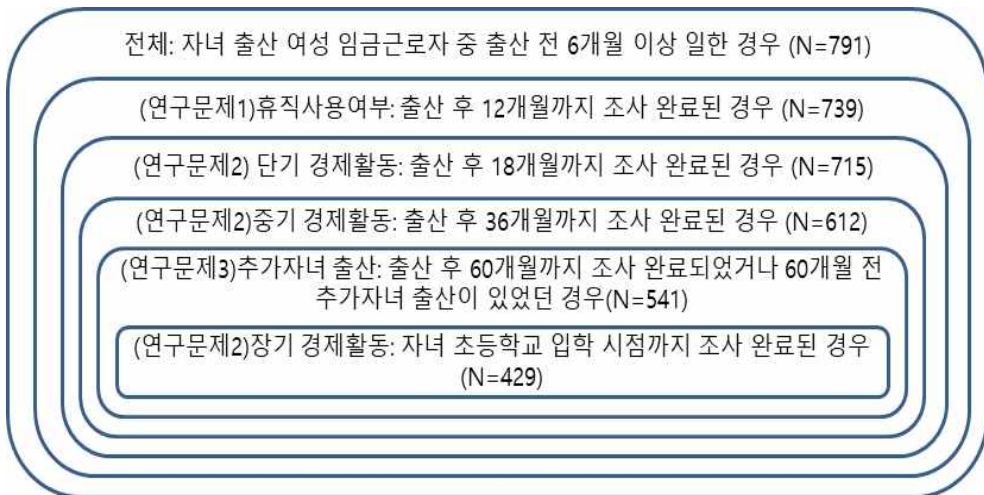 전체: 자녀 출산 여성 임금근로자 중 출산 전 6개월 이상 일한 경우 (N=791)
(연구문제1)휴직사용여부: 출산 후 12개월까지 조사 완료된 경우 (N=739)
(연구문제2) 단기 경제활동: 출산 후 18개월까지 조사 완료된 경우 (N=715)
(연구문제2)중기 경제활동: 출산 후 36개월까지 조사 완료된 경우 (N=612)
(연구문제3)추가자녀 출산: 출산 후 60개월까지 조사 완료되었거나 60개월 전
추가자녀 출산이 있었던 경우(N=541)
(연구문제2)장기 경제활동: 자녀 초등학교 입학 시점까지 조사 완료된 경우
(N=429)